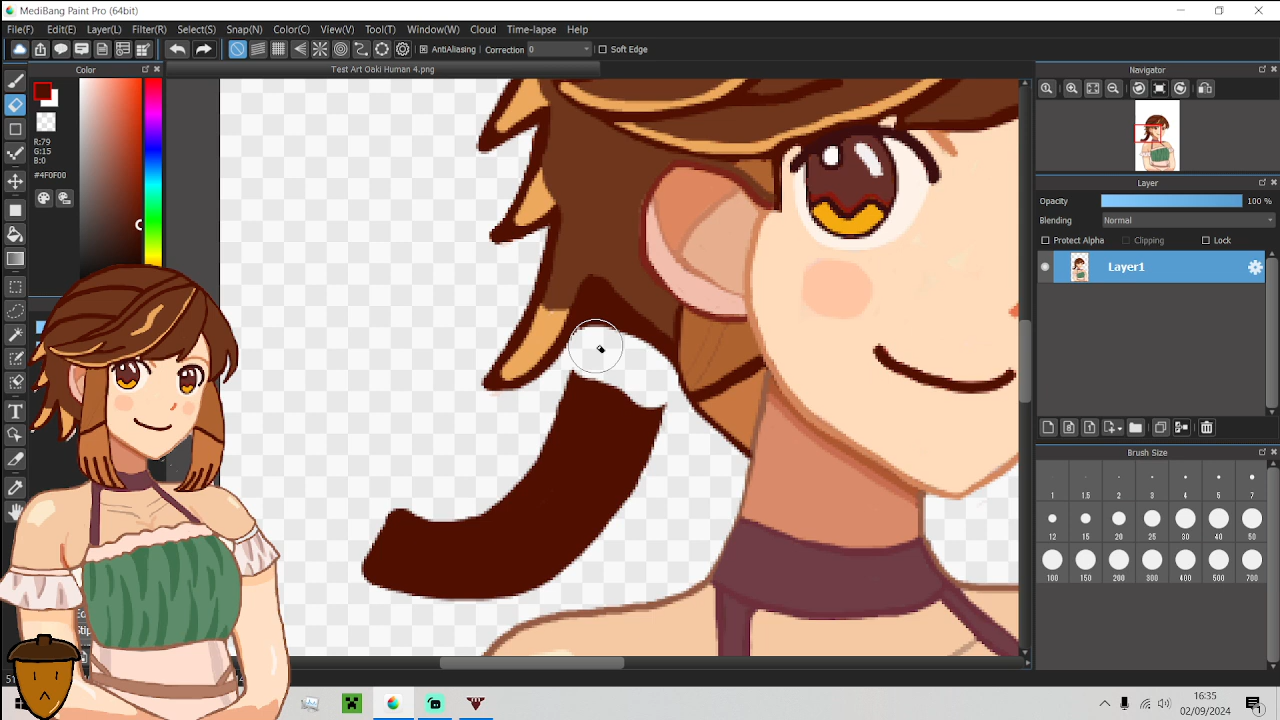 MediBang Paint Pro (64bit)
File(F) Edit(E) Layer(L) Filter(R) Select(S) Snap(N) Color(C) View(V) Tool(T) Window(W) Cloud Time-lapse Help
AntiAliasing Correction 0 Soft Edge
Color
Test Art Oaki Human 4.png
Navigator
R:79
G:15
B:0
#4F0F00
Layer
Opacity 100 %
Blending Normal
Protect Alpha Clipping Lock
Layer1
T
Brush Size
1 1.5 2 3 4 5 7
12 15 20 25 30 40 50
100 150 200 300 400 500 700
16:35
02/09/2024
1